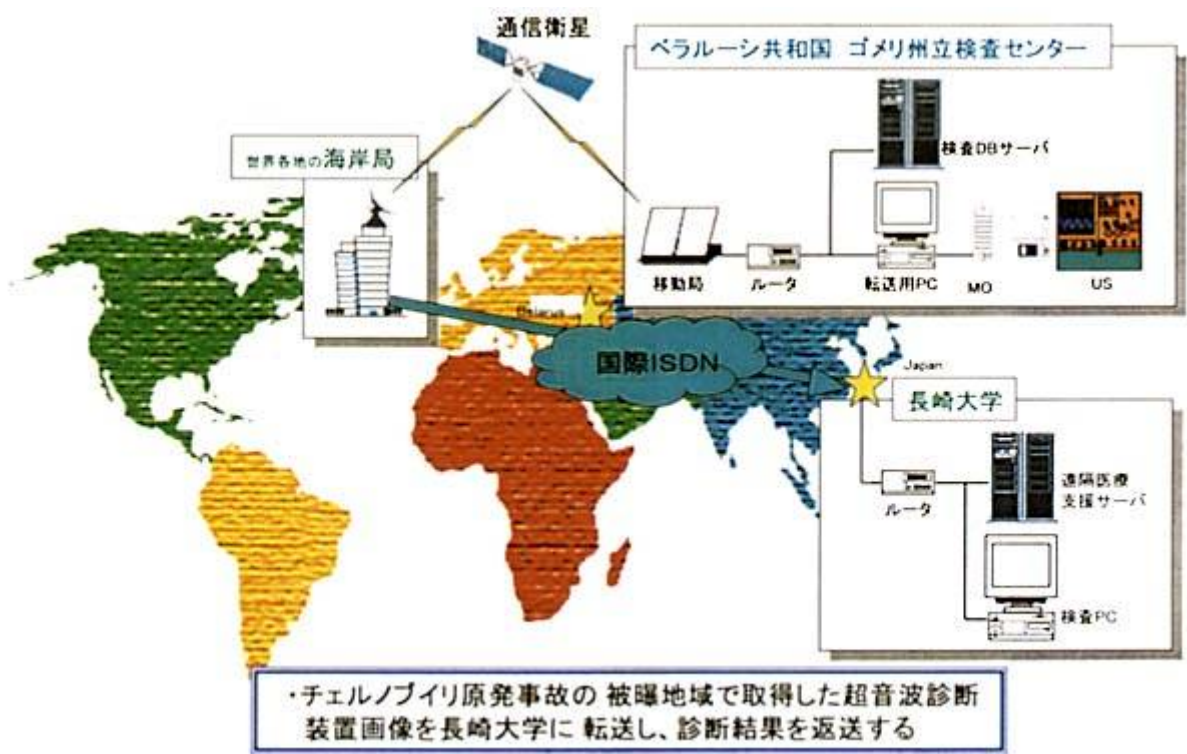 通信衛星
ベラルーシ共和国 ゴメリ州立検査センター
世界各地の海岸局
検査DBサーバ
移動局
ルータ
転送用PC
MO
US
Belarus
国際ISDN
Japan
長崎大学
ルータ
遠隔医療
支援サーバ
検査PC
・チェルノブイリ原発事故の 被曝地域で取得した超音波診断
装置画像を長崎大学に 転送し、診断結果を返送する